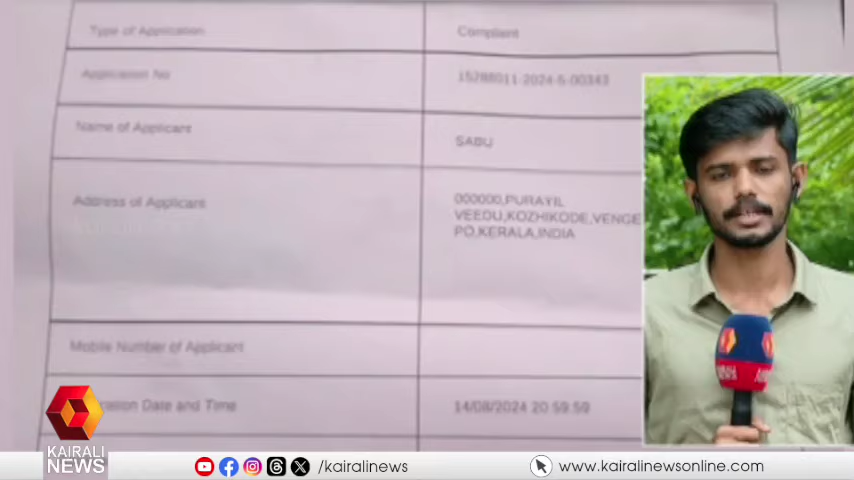 Type of Application
Complaint
Application No
15288011-2024-5-00343
Name of Applicant
SABU
Address of Applicant
000000,PURAYIL
VEEDU,KOZHIKODE,VENGE
PO,KERALA,INDIA
Mobile Number of Applicant
Date and Time
14/08/2024 20:59:59
KAIRALI
NEWS
/kairalinews
www.kairalinewsonline.com